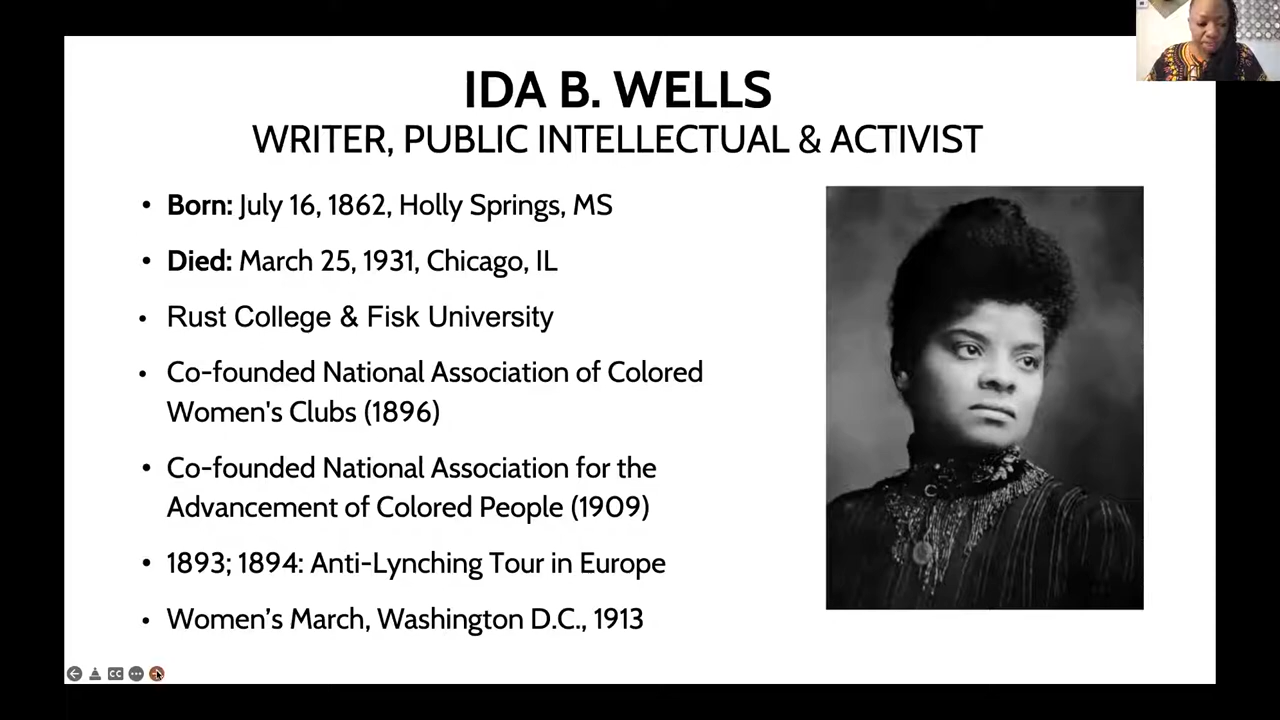 IDA B. WELLS
WRITER, PUBLIC INTELLECTUAL & ACTIVIST
• Born: July 16, 1862, Holly Springs, MS
• Died: March 25, 1931, Chicago, IL
• Rust College & Fisk University
• Co-founded National Association of Colored
Women's Clubs (1896)
• Co-founded National Association for the
Advancement of Colored People (1909)
• 1893; 1894: Anti-Lynching Tour in Europe
• Women’s March, Washington D.C., 1913
CC